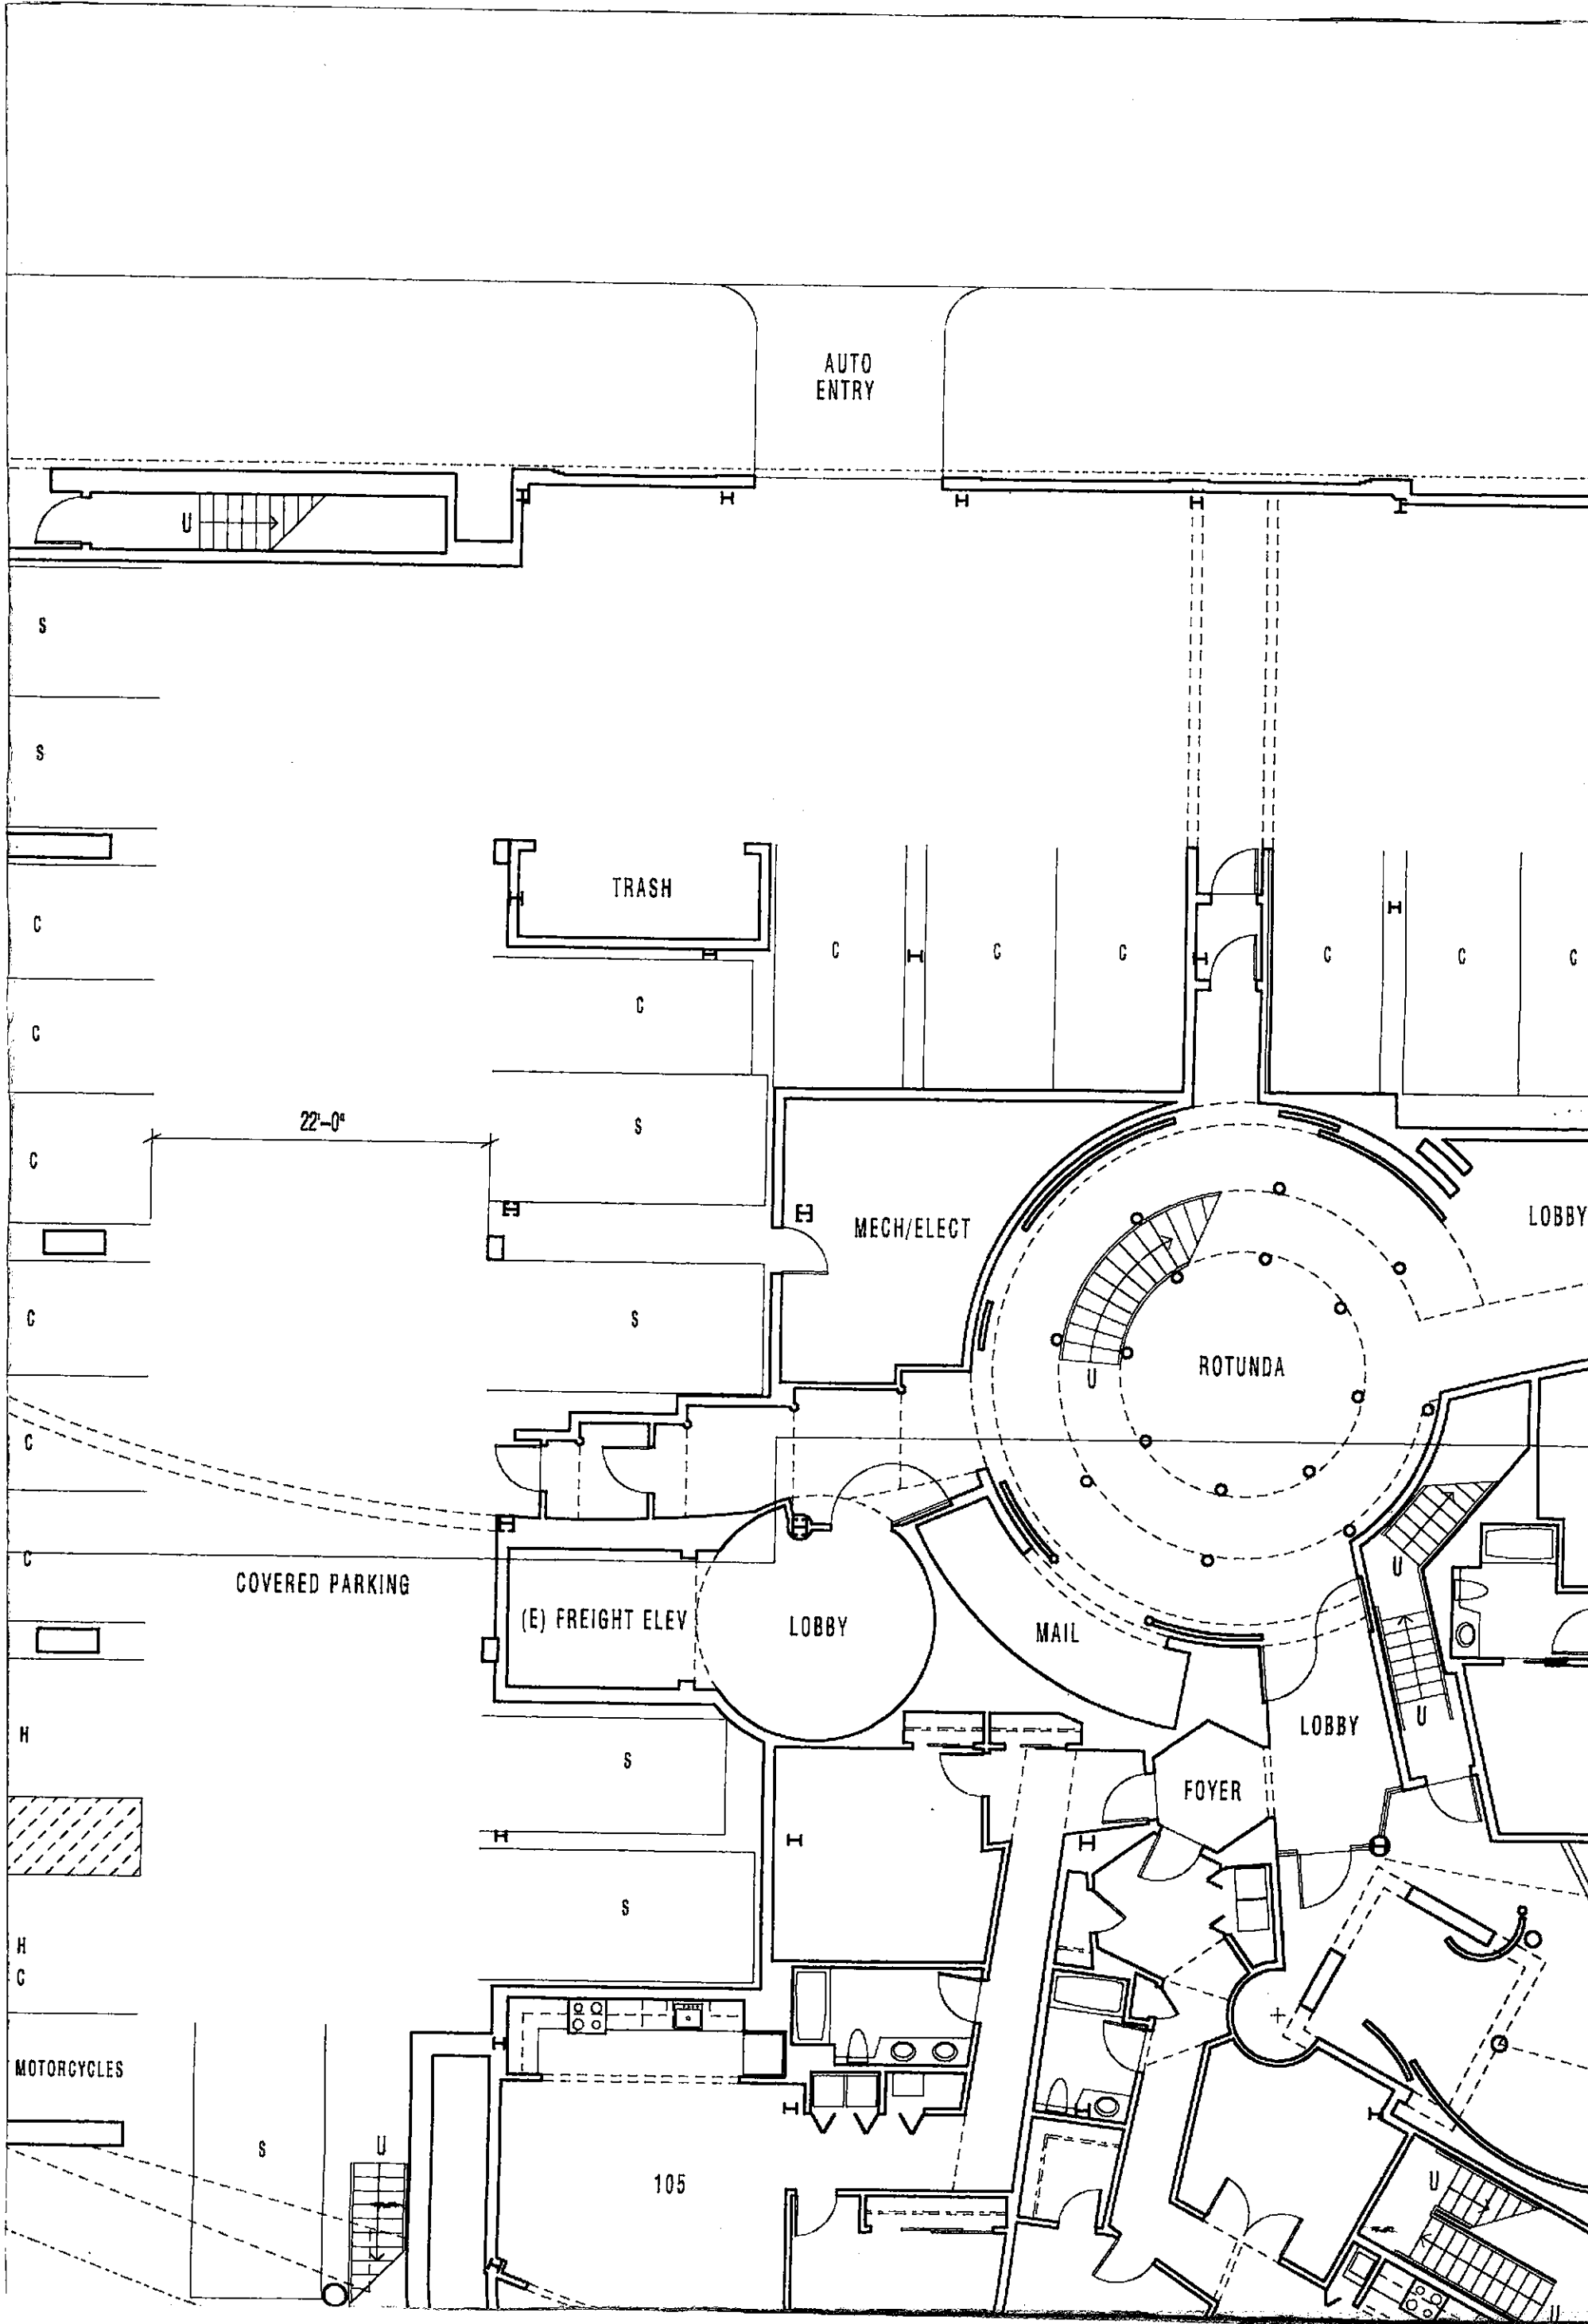 AUTO
ENTRY
U
S
S
TRASH
C
C
C
C
C
C
C
C
C
22'-0"
C
S
MECH/ELECT
LOBBY
C
S
ROTUNDA
U
C
C
U
COVERED PARKING
(E) FREIGHT ELEV
LOBBY
MAIL
H
S
LOBBY
U
FOYER
S
H
C
MOTORCYCLES
S
U
105
U
U